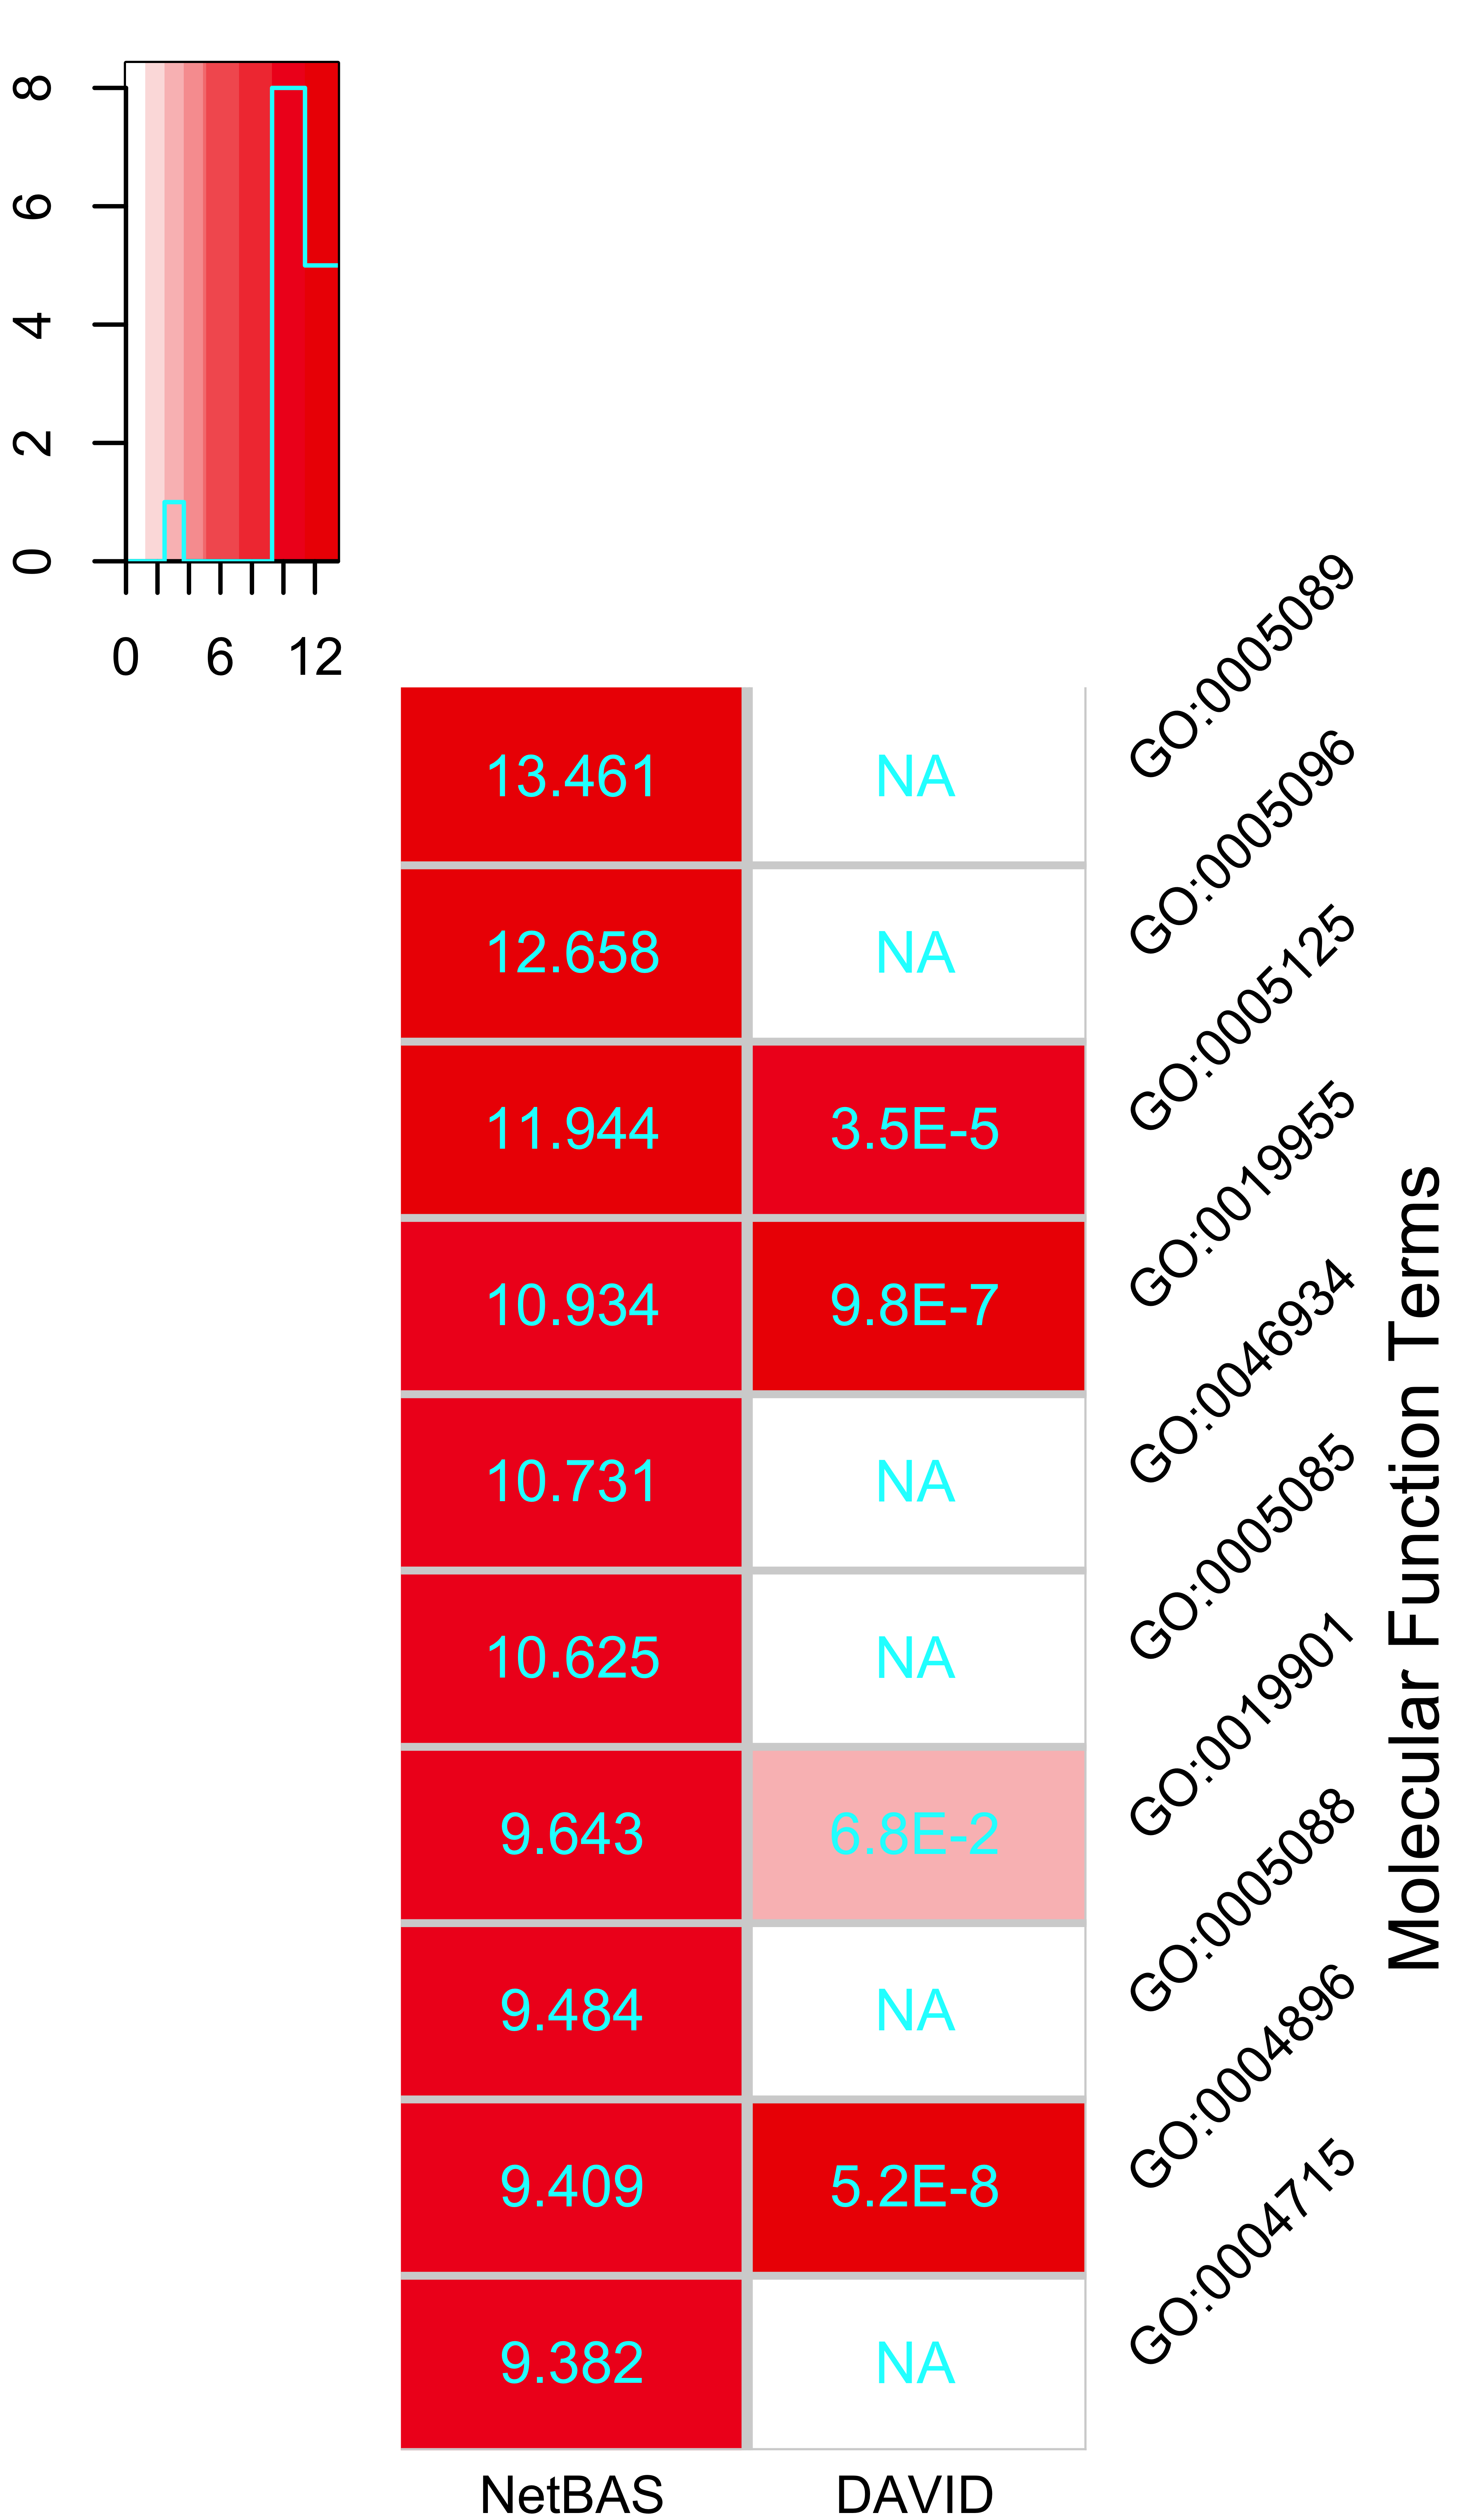 8
6
4
2
0
0 6 12
13.461 NA GO:0005089
12.658 NA GO:0005096
11.944 3.5E-5 GO:0005125
10.934 9.8E-7 GO:0019955
10.731 NA GO:0046934
10.625 NA GO:0005085
9.643 6.8E-2 GO:0019901
9.484 NA GO:0005088
9.409 5.2E-8 GO:0004896
9.382 NA GO:0004715
NetBAS DAVID
Molecular Function Terms